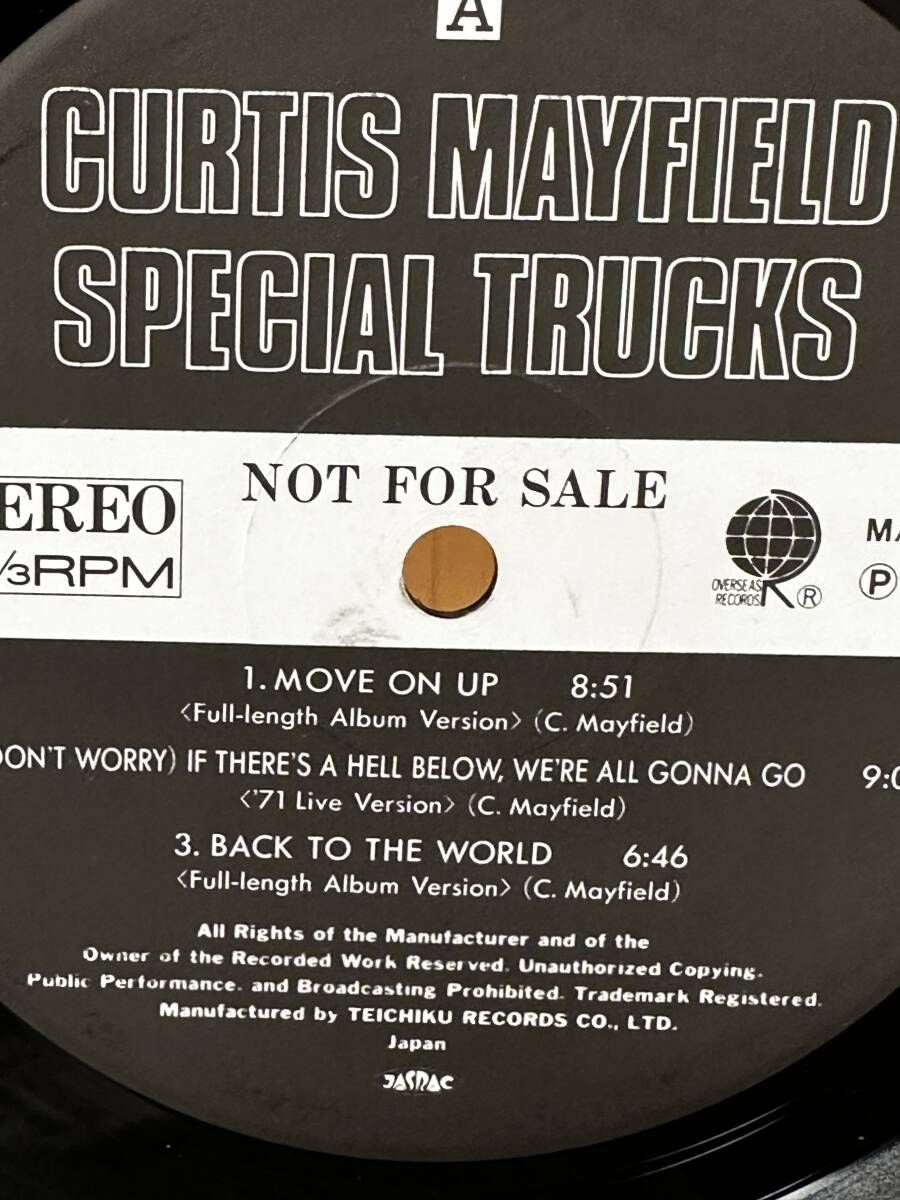 A
CURTIS MAYFIELD
SPECIAL TRUCKS
NOT FOR SALE
EREO
/3RPM
OVERSEAS
RECORDS
R
MA
P
1. MOVE ON UP 8:51
<Full-length Album Version> (C. Mayfield)
ON'T WORRY) IF THERE'S A HELL BELOW, WE'RE ALL GONNA GO 9:0
<'71 Live Version> (C. Mayfield)
3. BACK TO THE WORLD 6:46
<Full-length Album Version> (C. Mayfield)
All Rights of the Manufacturer and of the
Owner of the Recorded Work Reserved. Unauthorized Copying.
Public Performance. and Broadcasting Prohibited. Trademark Registered.
Manufactured by TEICHIKU RECORDS CO., LTD.
Japan
JASRAC